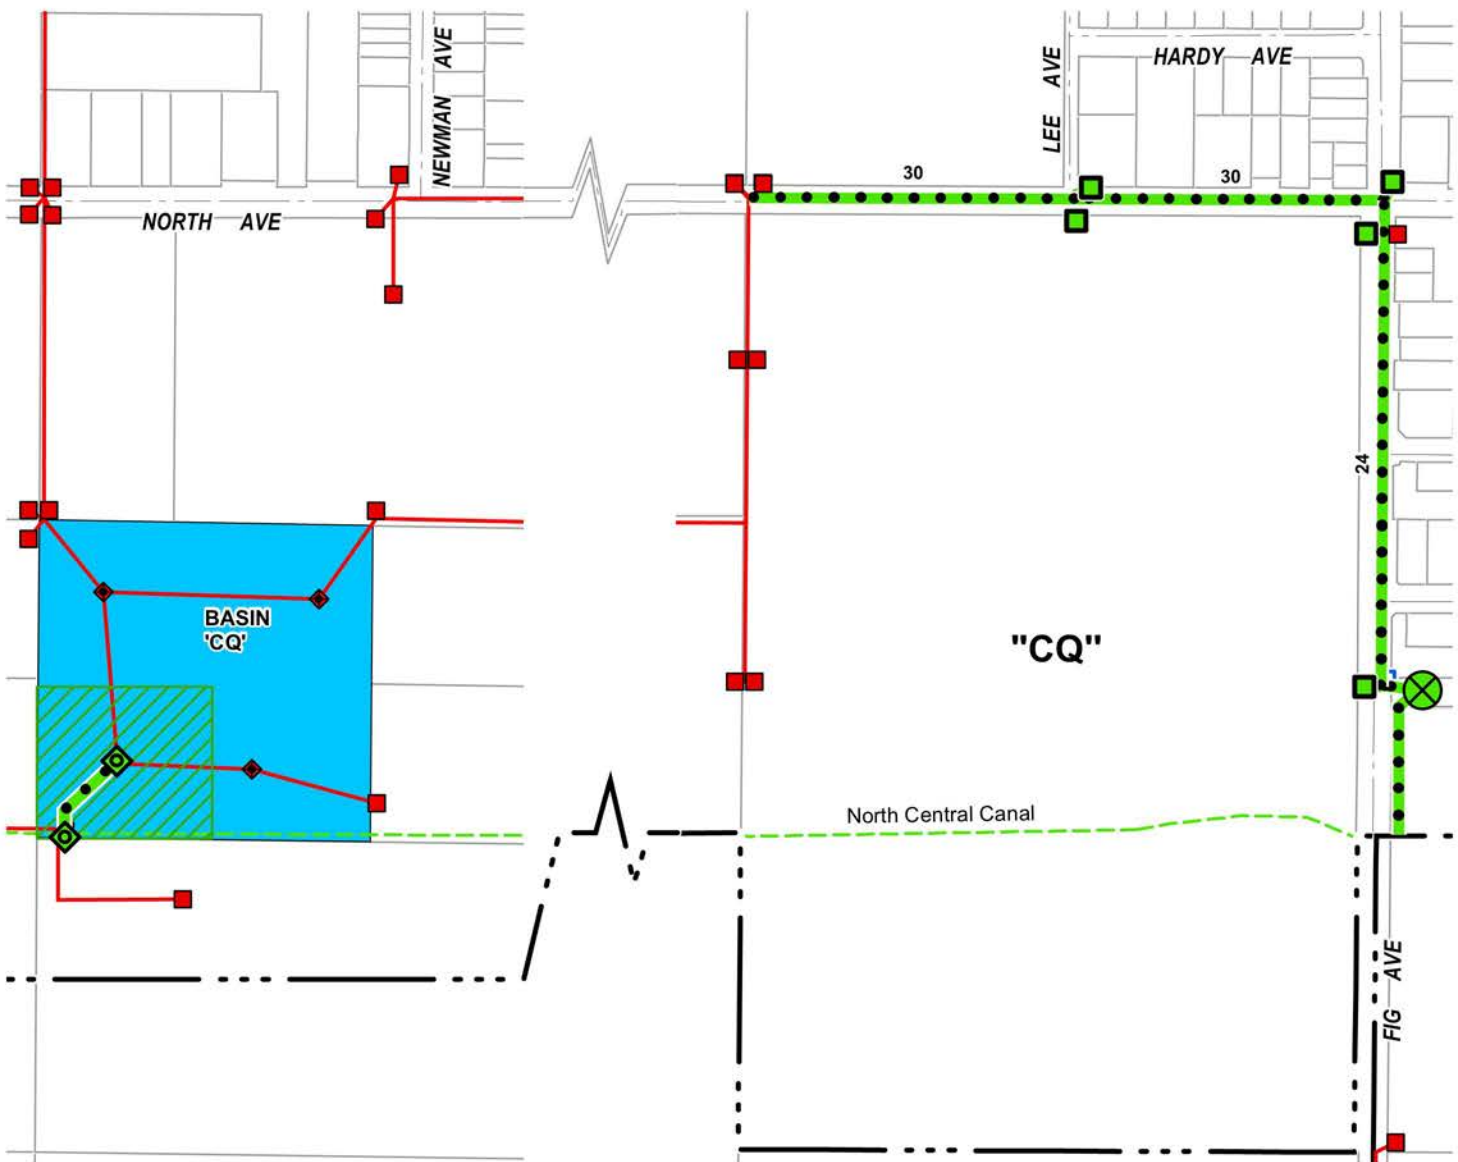 NEWMAN AVE
LEE AVE
HARDY AVE
30
30
NORTH AVE
24
BASIN
'CQ'
"CQ"
North Central Canal
FIG AVE